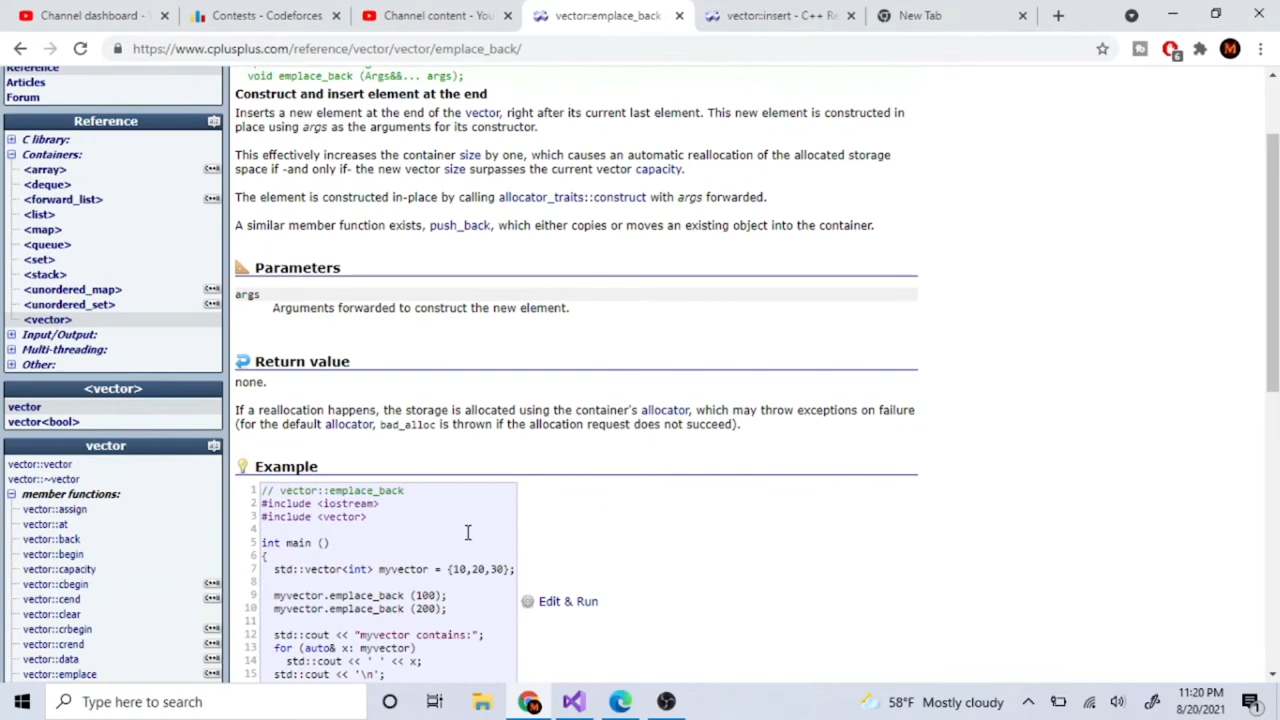 Channel dashboard -
Contests - Codeforces
Channel content - You
vector::emplace_back -
vector::insert - C++ Re
New Tab
https://www.cplusplus.com/reference/vector/vector/emplace_back/
M
6
Reference
Articles
Forum
Reference
C library:
Containers:
<array>
<deque>
<forward_list>
<list>
<map>
<queue>
<set>
<stack>
<unordered_map>
<unordered_set>
<vector>
Input/Output:
Multi-threading:
Other:
<vector>
vector
vector<bool>
vector
vector::vector
vector::~vector
member functions:
vector::assign
vector::at
vector::back
vector::begin
vector::capacity
vector::cbegin
vector::cend
vector::clear
vector::crbegin
vector::crend
vector::data
vector::emplace
void emplace_back (Args&&... args);
Construct and insert element at the end
Inserts a new element at the end of the vector, right after its current last element. This new element is constructed in
place using args as the arguments for its constructor.
This effectively increases the container size by one, which causes an automatic reallocation of the allocated storage
space if -and only if- the new vector size surpasses the current vector capacity.
The element is constructed in-place by calling allocator_traits::construct with args forwarded.
A similar member function exists, push_back, which either copies or moves an existing object into the container.
Parameters
args
Arguments forwarded to construct the new element.
Return value
none.
If a reallocation happens, the storage is allocated using the container's allocator, which may throw exceptions on failure
(for the default allocator, bad_alloc is thrown if the allocation request does not succeed).
Example
1 // vector::emplace_back
2 #include <iostream>
3 #include <vector>
4
5 int main ()
6 {
7 std::vector<int> myvector = {10,20,30};
8
9 myvector.emplace_back (100);
10 myvector.emplace_back (200);
11
12 std::cout << "myvector contains:";
13 for (auto& x: myvector)
14 std::cout << ' ' << x;
15 std::cout << '\n';
Edit & Run
Type here to search
M
58°F Mostly cloudy
11:20 PM
8/20/2021
1